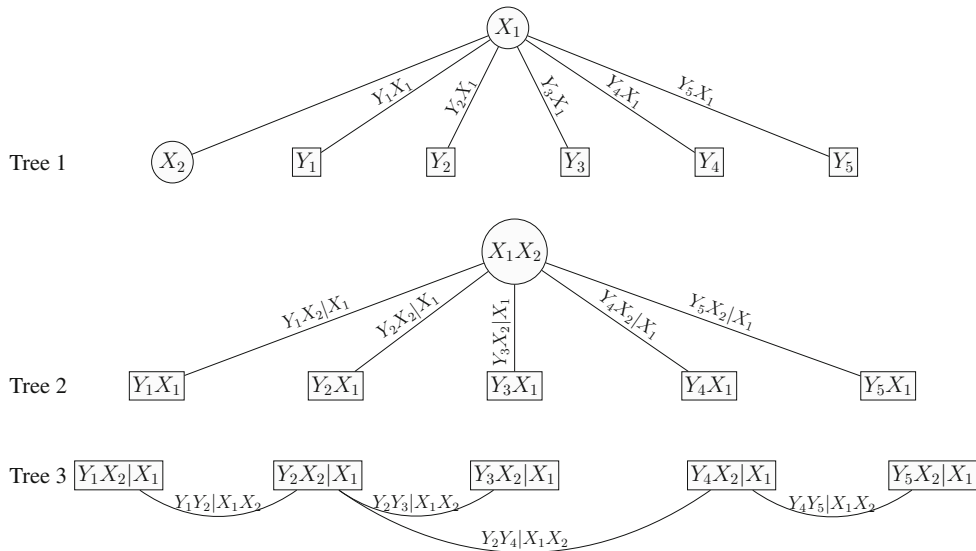 X₁
Y₁X₁
Y₂X₁
Y₃X₁
Y₄X₁
Y₅X₁
Tree 1
X₂
Y₁
Y₂
Y₃
Y₄
Y₅
X₁X₂
Y₁X₂|X₁
Y₂X₂|X₁
Y₃X₂|X₁
Y₄X₂|X₁
Y₅X₂|X₁
Tree 2
Y₁X₁
Y₂X₁
Y₃X₁
Y₄X₁
Y₅X₁
Tree 3
Y₁X₂|X₁
Y₂X₂|X₁
Y₃X₂|X₁
Y₄X₂|X₁
Y₅X₂|X₁
Y₁Y₂|X₁X₂
Y₂Y₃|X₁X₂
Y₄Y₅|X₁X₂
Y₂Y₄|X₁X₂